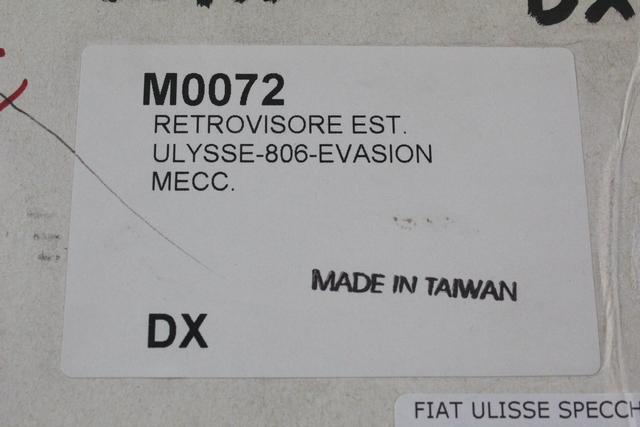 DX
M0072
RETROVISORE EST.
ULYSSE-806-EVASION
MECC.
MADE IN TAIWAN
DX
FIAT ULISSE SPECCH